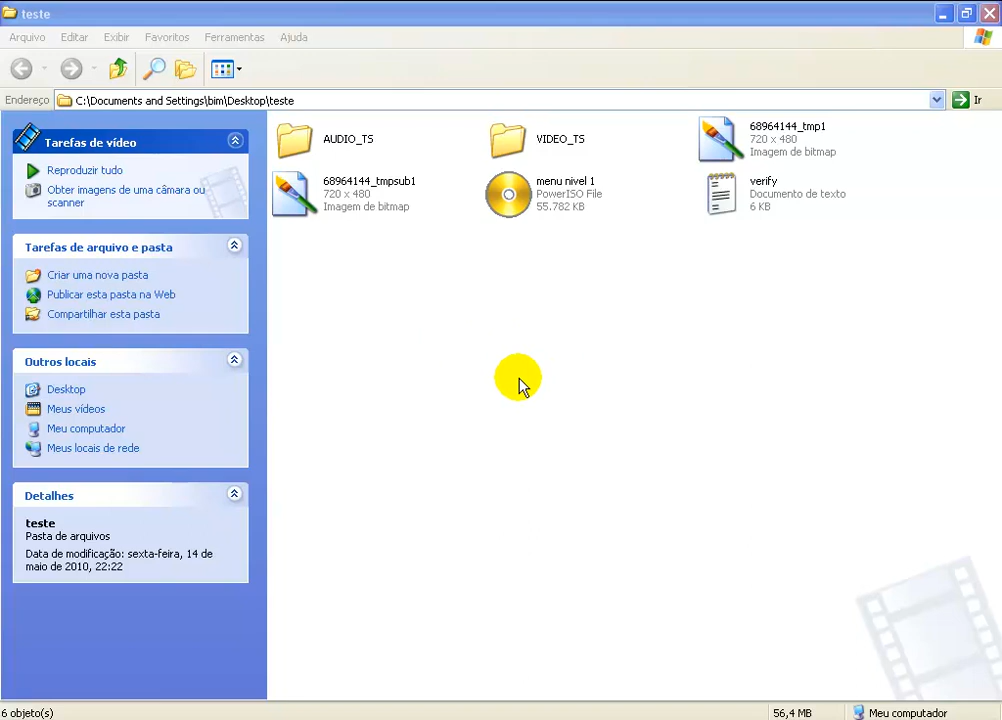 teste
Arquivo Editar Exibir Favoritos Ferramentas Ajuda
Endereço C:\Documents and Settings\bim\Desktop\teste Ir
Tarefas de vídeo
Reproduzir tudo
Obter imagens de uma câmara ou
scanner
Tarefas de arquivo e pasta
Criar uma nova pasta
Publicar esta pasta na Web
Compartilhar esta pasta
Outros locais
Desktop
Meus vídeos
Meu computador
Meus locais de rede
Detalhes
teste
Pasta de arquivos
Data de modificação: sexta-feira, 14 de
maio de 2010, 22:22
AUDIO_TS
VIDEO_TS
68964144_tmp1
720 x 480
Imagem de bitmap
68964144_tmpsub1
720 x 480
Imagem de bitmap
menu nivel 1
PowerISO File
55.782 KB
verify
Documento de texto
6 KB
6 objeto(s) 56,4 MB Meu computador